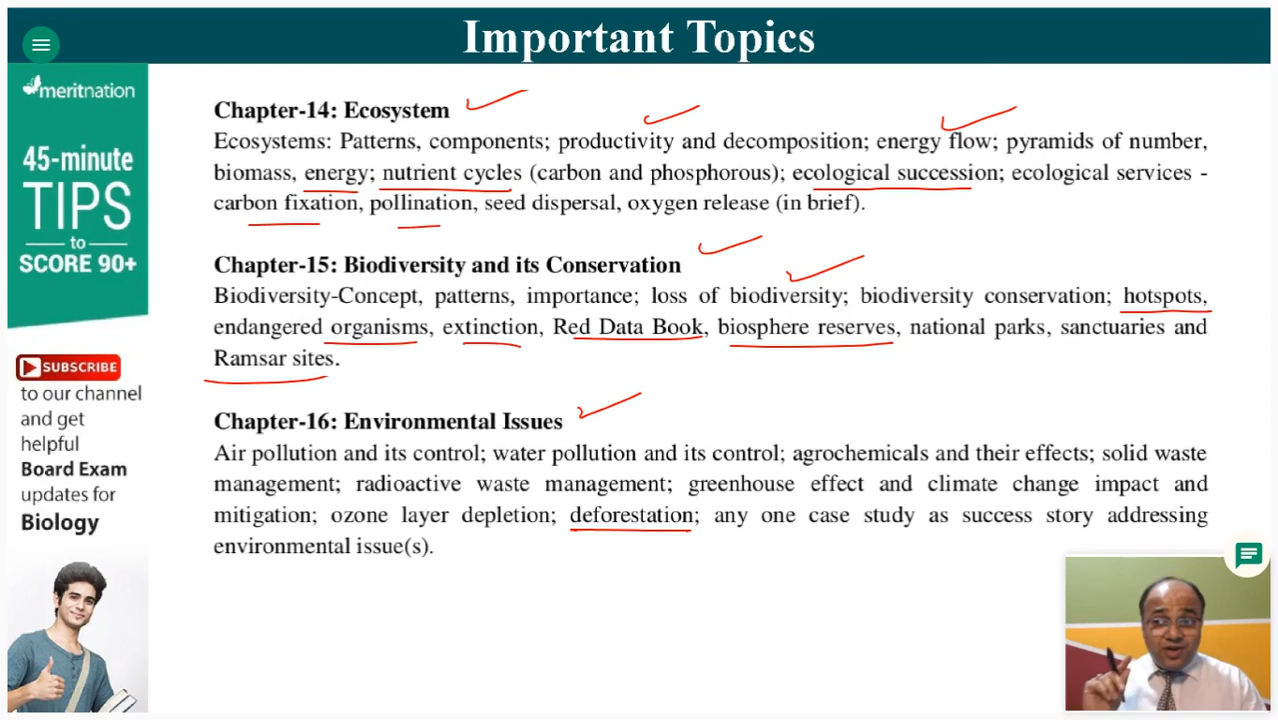 Important Topics
meritnation
45-minute
TIPS
to
SCORE 90+
SUBSCRIBE
to our channel
and get
helpful
Board Exam
updates for
Biology
Chapter-14: Ecosystem
Ecosystems: Patterns, components; productivity and decomposition; energy flow; pyramids of number,
biomass, energy; nutrient cycles (carbon and phosphorous); ecological succession; ecological services -
carbon fixation, pollination, seed dispersal, oxygen release (in brief).
Chapter-15: Biodiversity and its Conservation
Biodiversity-Concept, patterns, importance; loss of biodiversity; biodiversity conservation; hotspots,
endangered organisms, extinction, Red Data Book, biosphere reserves, national parks, sanctuaries and
Ramsar sites.
Chapter-16: Environmental Issues
Air pollution and its control; water pollution and its control; agrochemicals and their effects; solid waste
management; radioactive waste management; greenhouse effect and climate change impact and
mitigation; ozone layer depletion; deforestation; any one case study as success story addressing
environmental issue(s).